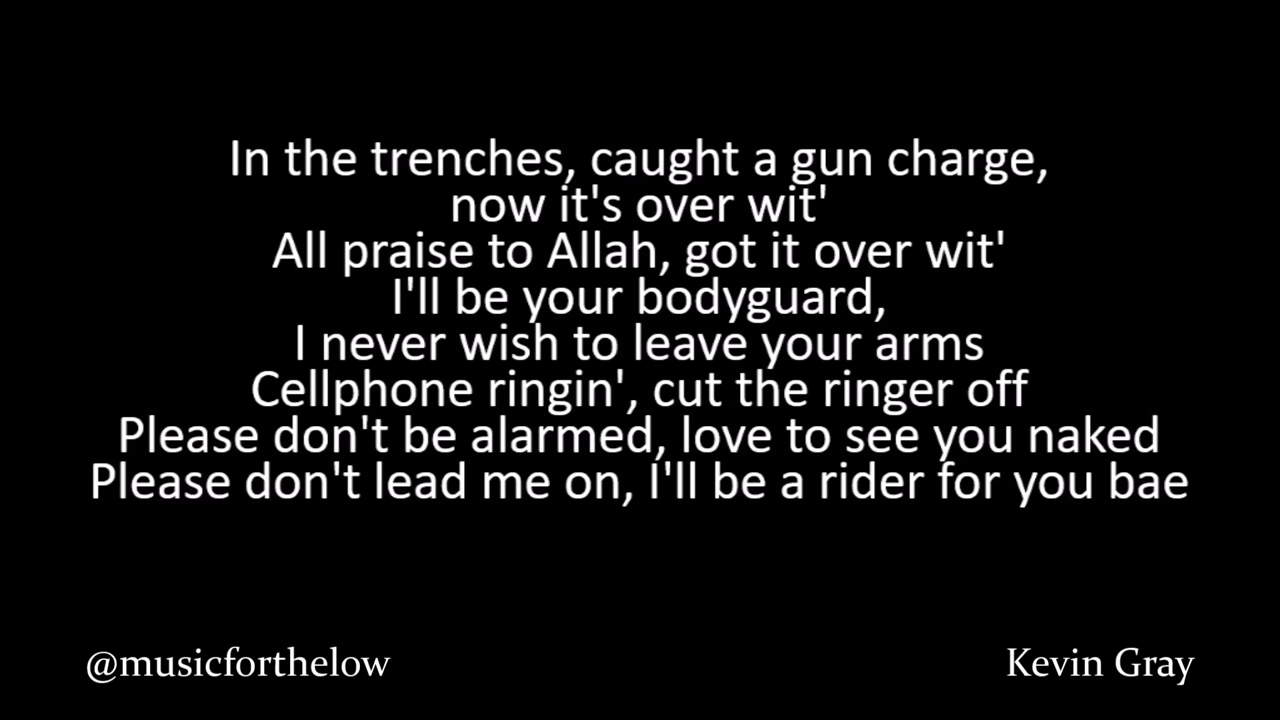 In the trenches, caught a gun charge,
now it's over wit'
All praise to Allah, got it over wit'
I'll be your bodyguard,
I never wish to leave your arms
Cellphone ringin', cut the ringer off
Please don't be alarmed, love to see you naked
Please don't lead me on, I'll be a rider for you bae
@musicforthelow
Kevin Gray